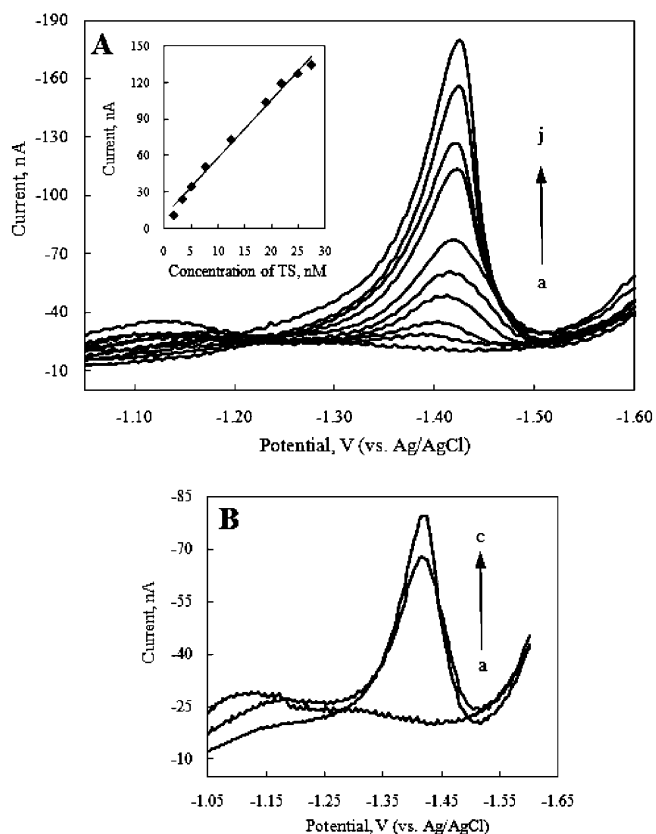 A
-190
-160
-130
-100
-70
-40
-10
Current, nA
150
120
90
60
30
0
Current, nA
0 5 10 15 20 25 30
Concentration of TS, nM
j
a
-1.10 -1.20 -1.30 -1.40 -1.50 -1.60
Potential, V (vs. Ag/AgCl)
B
-85
-70
-55
-40
-25
-10
Current, nA
c
a
-1.05 -1.15 -1.25 -1.35 -1.45 -1.55 -1.65
Potential, V (vs. Ag/AgCl)